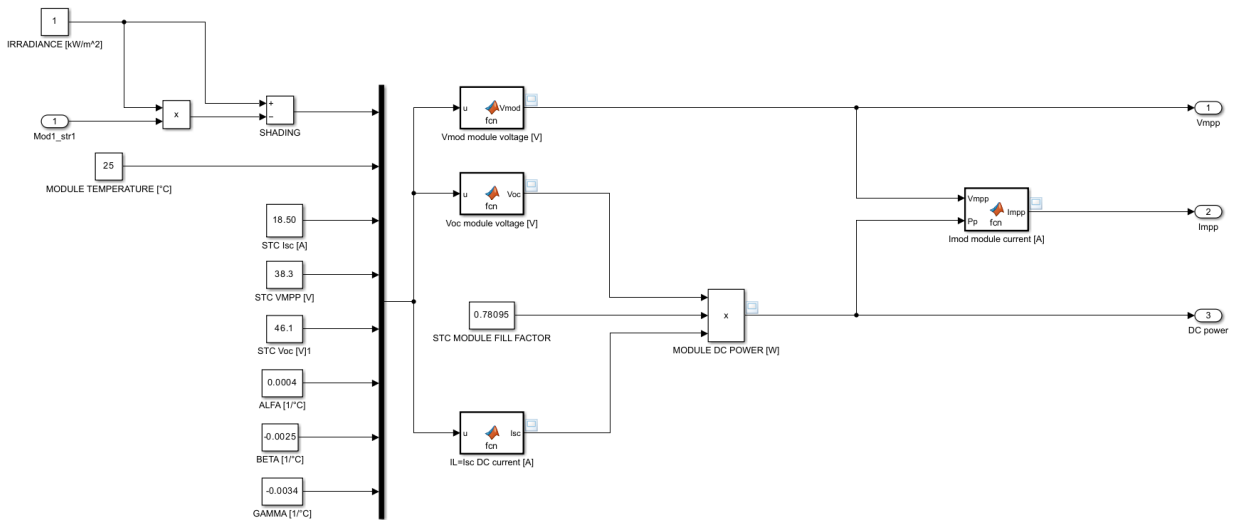 1
IRRADIANCE [kW/m^2]
1
Mod1_str1
x
+
−
SHADING
25
MODULE TEMPERATURE [°C]
18.50
STC Isc [A]
38.3
STC VMPP [V]
46.1
STC Voc [V]1
0.0004
ALFA [1/°C]
-0.0025
BETA [1/°C]
-0.0034
GAMMA [1/°C]
u
Vmod
fcn
Vmod module voltage [V]
u
Voc
fcn
Voc module voltage [V]
0.78095
STC MODULE FILL FACTOR
u
Isc
fcn
IL=Isc DC current [A]
x
MODULE DC POWER [W]
Vmpp
Pp
Impp
fcn
Imod module current [A]
1
Vmpp
2
Impp
3
DC power